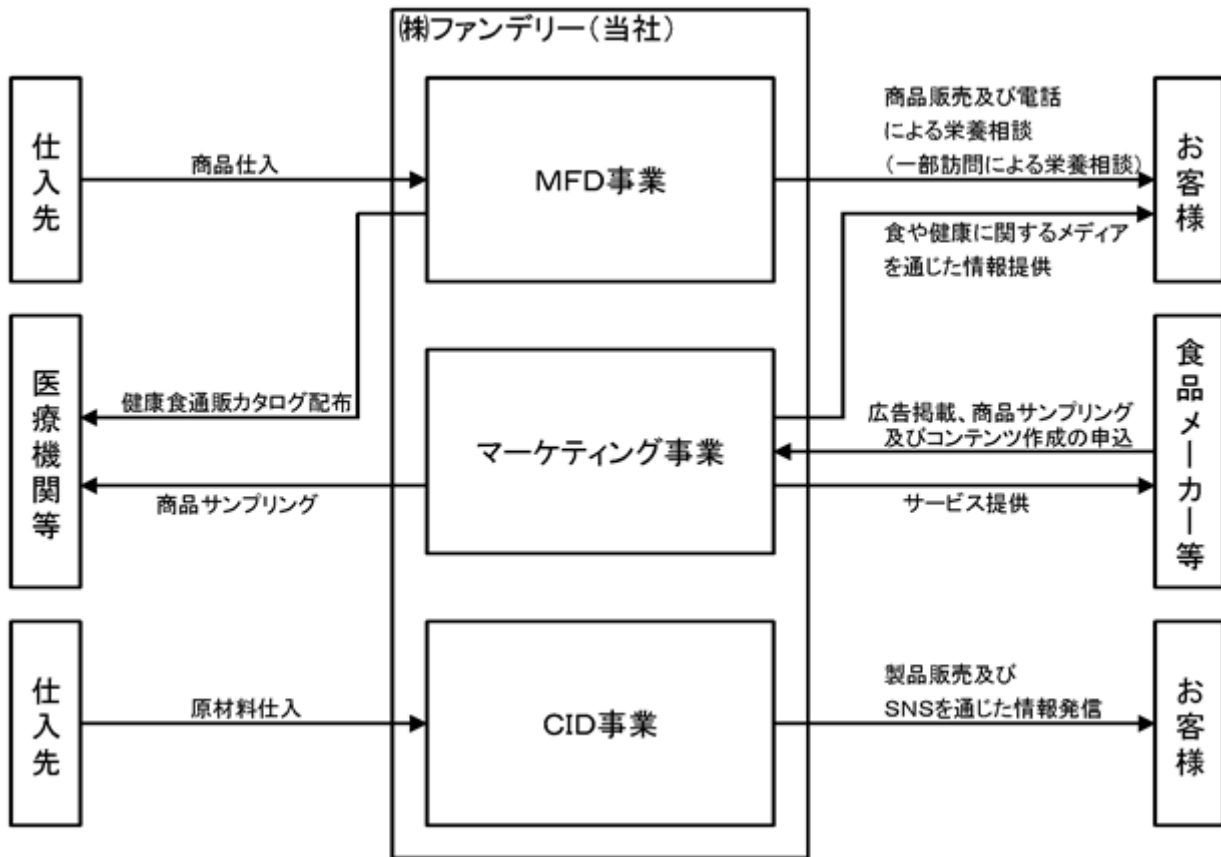 ㈱ファンデリー（当社）
仕入先
商品仕入
MFD事業
商品販売及び電話
による栄養相談
（一部訪問による栄養相談）
お客様
食や健康に関するメディア
を通じた情報提供
医療機関等
健康食通販カタログ配布
商品サンプリング
マーケティング事業
広告掲載、商品サンプリング
及びコンテンツ作成の申込
サービス提供
食品メーカー等
仕入先
原材料仕入
CID事業
製品販売及び
SNSを通じた情報発信
お客様